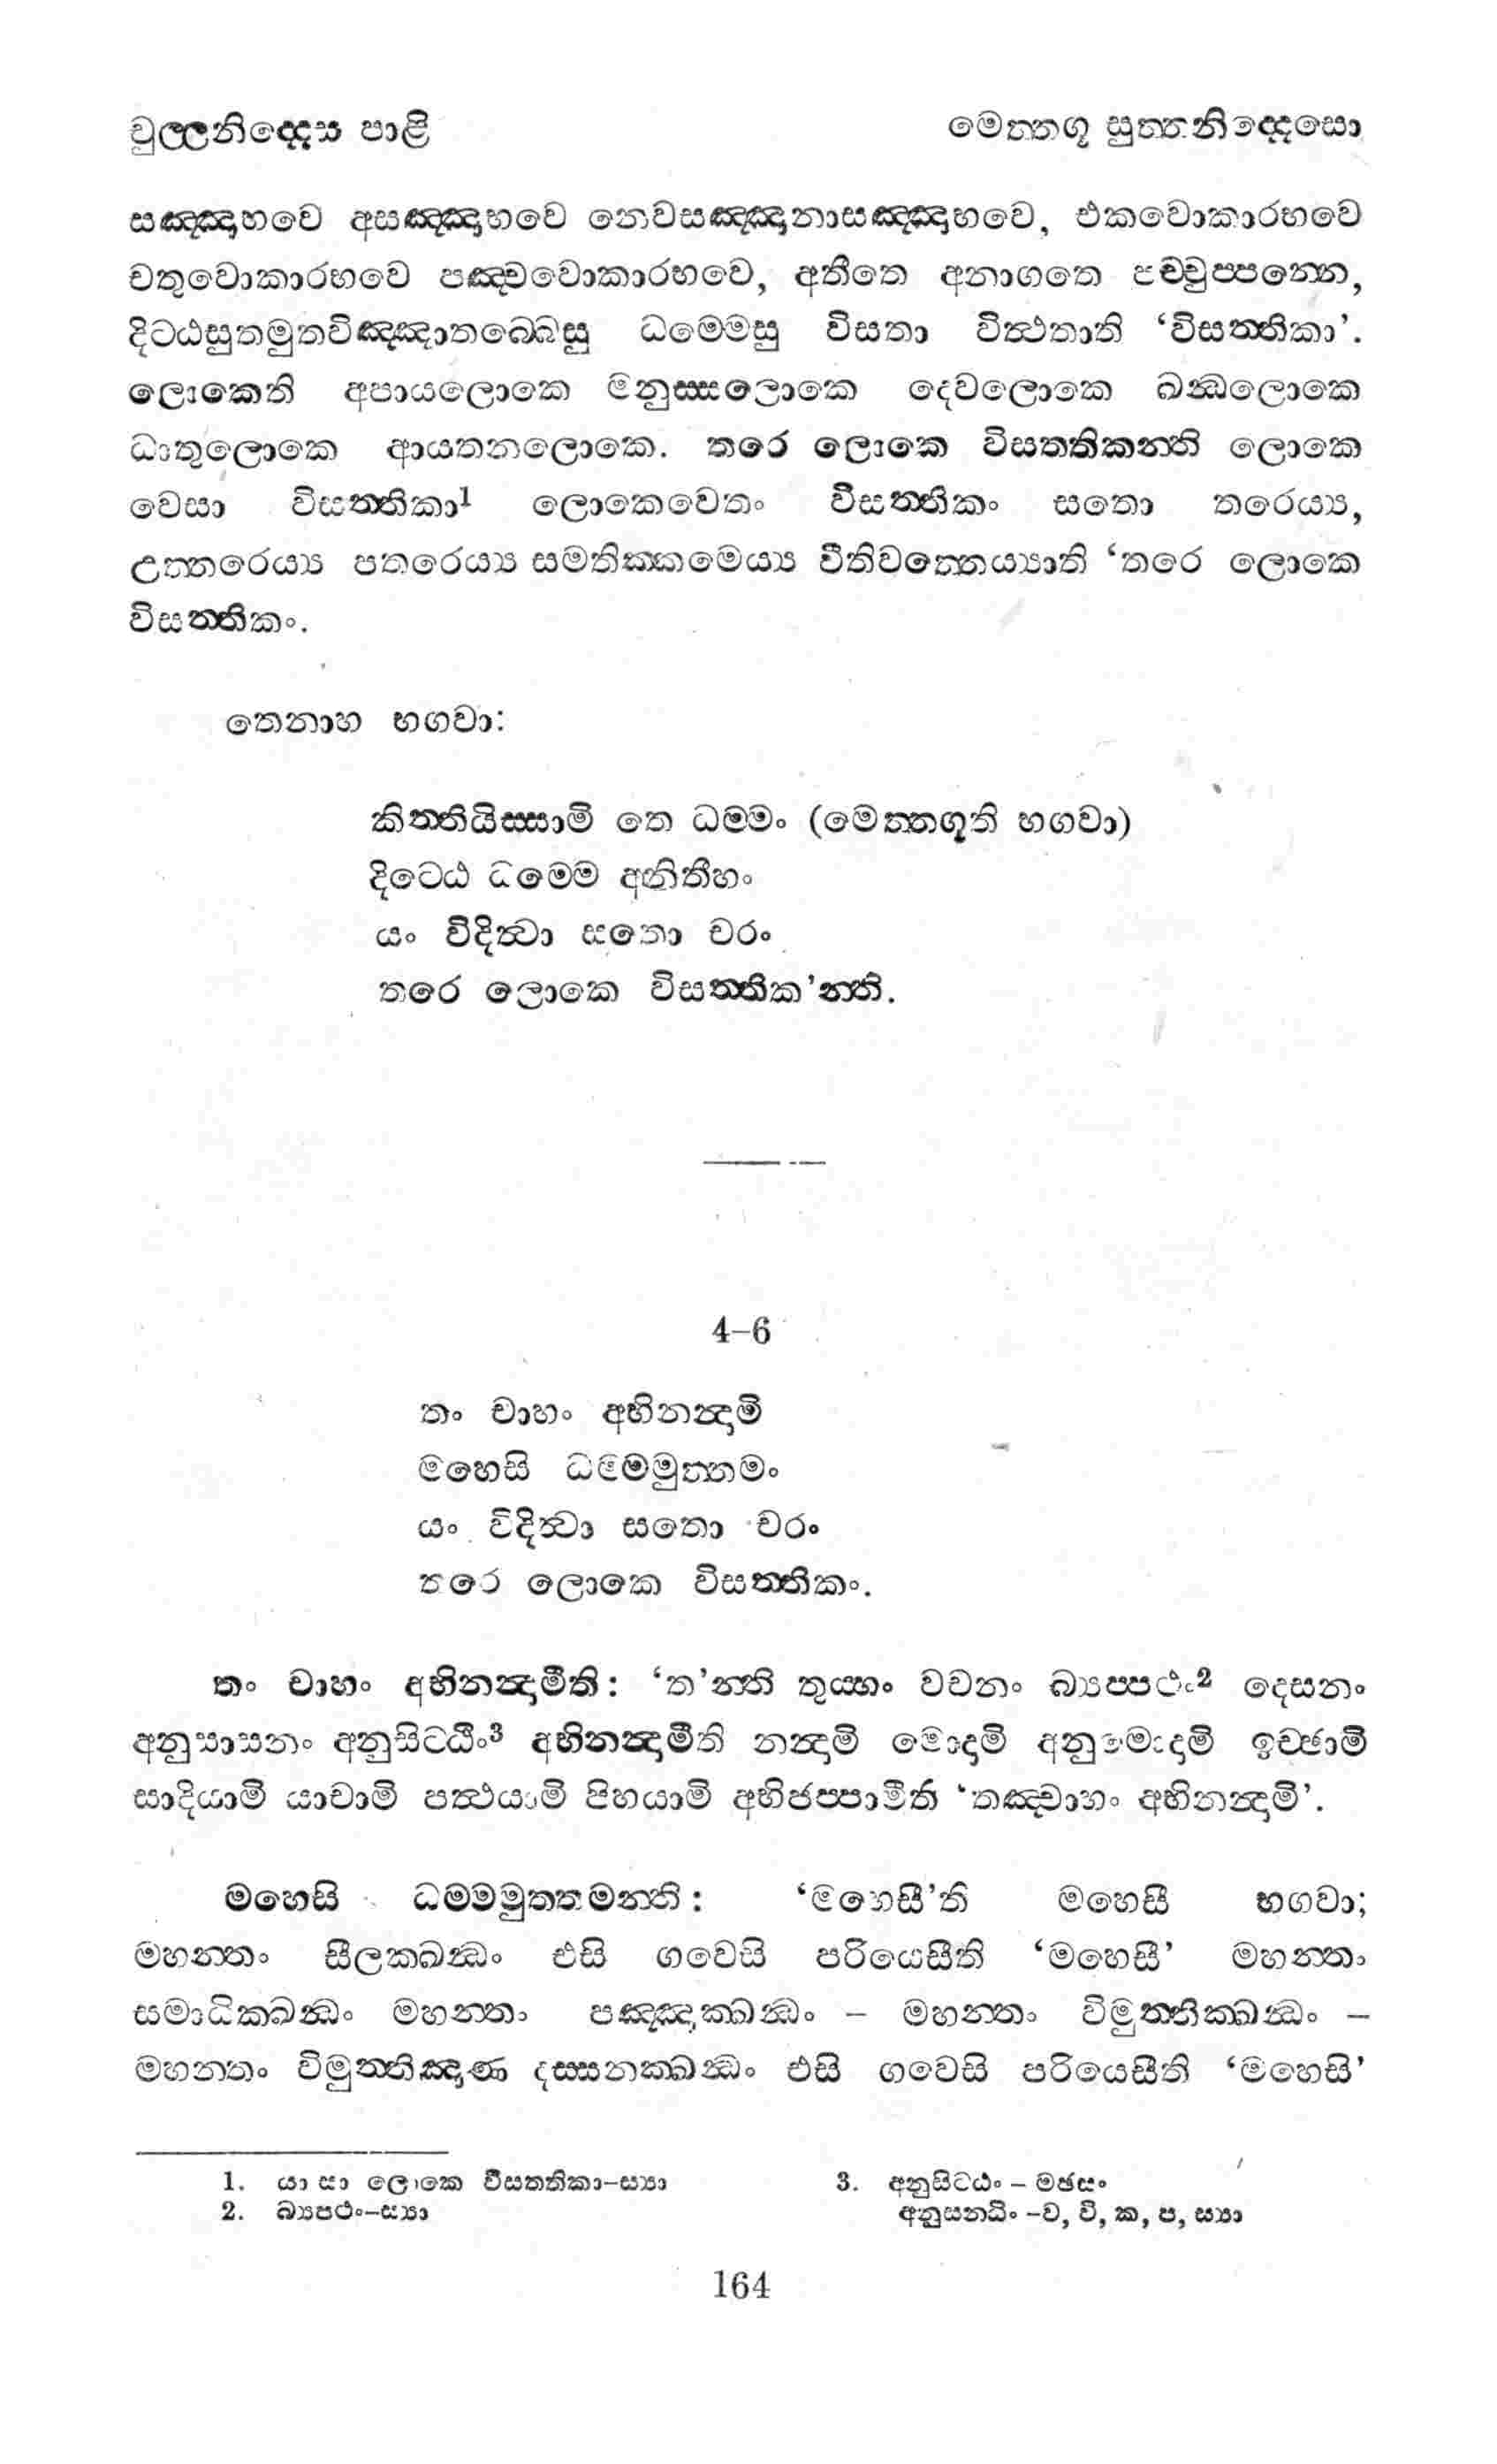 චුල්ලනිද්දෙස පාළි මෙත්තගූ සුත්තනිද්දෙසො
සඤ්ඤාභවෙ අසඤ්ඤාභවෙ නෙවසඤ්ඤානාසඤ්ඤාභවෙ, එකවොකාරභවෙ
චතුවොකාරභවෙ පඤ්චවොකාරභවෙ, අතීතෙ අනාගතෙ පච්චුප්පන්නෙ,
දිට්ඨසුතමුතවිඤ්ඤාතබ්බෙසු ධම්මෙසු විසතා විත්ථතාති ‘විසත්තිකා’.
ලොකෙති අපායලොකෙ මනුස්සලොකෙ දෙවලොකෙ ඛන්ධලොකෙ
ධාතුලොකෙ ආයතනලොකෙ. තරෙ ලොකෙ විසත්තිකන්ති ලොකෙ
වෙසා විසත්තිකා1 ලොකෙවෙතං විසත්තිකං සතො තරෙය්‍ය,
උත්තරෙය්‍ය පතරෙය්‍ය සමතික්කමෙය්‍ය වීතිවත්තෙය්‍යාති ‘තරෙ ලොකෙ
විසත්තිකං.
තෙනාහ භගවා:
කිත්තයිස්සාමි තෙ ධම්මං (මෙත්තගූති භගවා)
දිට්ඨෙ ධම්මෙ අනිතීහං
යං විදිත්වා සතො චරං
තරෙ ලොකෙ විසත්තික’න්ති.
4–6
තං චාහං අභිනන්දාමි
මහෙසි ධම්මමුත්තමං
යං විදිත්වා සතො චරං
තරෙ ලොකෙ විසත්තිකං.
තං චාහං අභිනන්දාමීති: ‘ත’න්ති තුය්හං වචනං බ්‍යප්පථං2 දෙසනං
අනුසාසනං අනුසිට්ඨිං3 අභිනන්දාමීති නන්දාමි මොදාමි අනුමොදාමි ඉච්ඡාමි
සාදියාමි යාචාමි පත්ථයාමි පිහයාමි අභිජප්පාමීති ‘තඤ්චාහං අභිනන්දාමි’.
මහෙසි ධම්මමුත්තමන්ති: ‘මහෙසී’ති මහෙසී භගවා;
මහන්තං සීලක්ඛන්ධං එසි ගවෙසි පරියෙසීති ‘මහෙසී’ මහන්තං
සමාධික්ඛන්ධං මහන්තං පඤ්ඤාක්ඛන්ධං – මහන්තං විමුත්තික්ඛන්ධං –
මහන්තං විමුත්තිඤාණ දස්සනක්ඛන්ධං එසි ගවෙසි පරියෙසීති ‘මහෙසි’
1. යා සා ලොකෙ විසත්තිකා–ස්‍යා 3. අනුසිට්ඨං – මඡසං
2. බ්‍යපථං–ස්‍යා අනුසන්ධිං –ව, වි, ක, ප, ස්‍යා
164